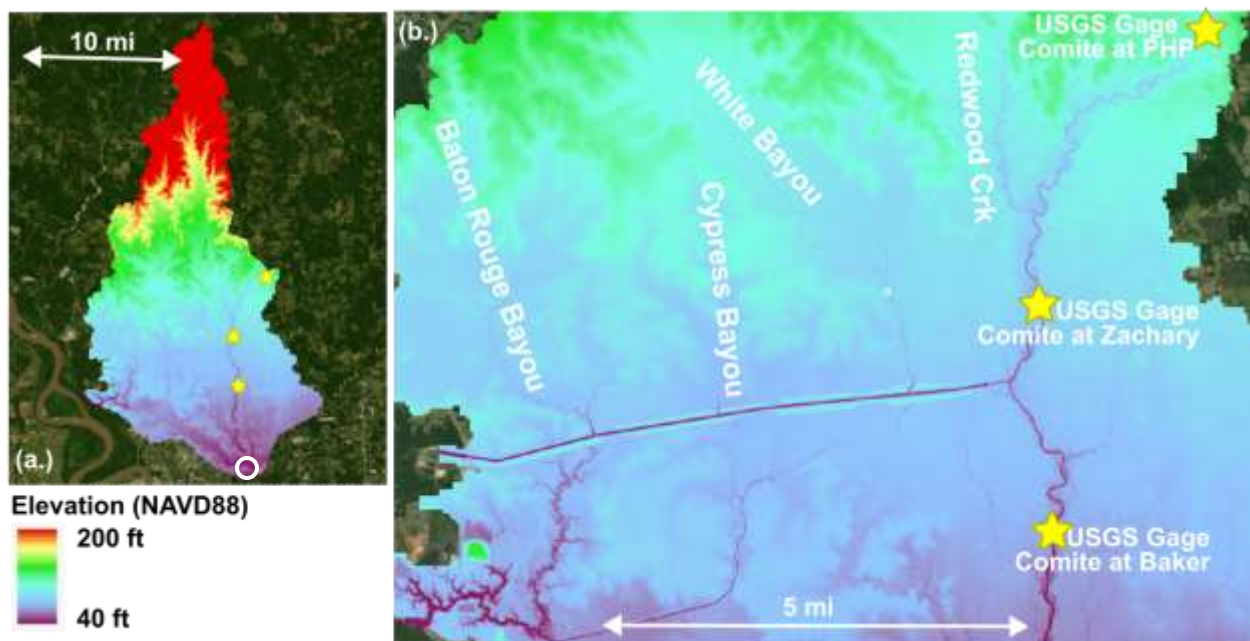 10 mi
(a.)
Elevation (NAVD88)
200 ft
40 ft
(b.)
USGS Gage
Comite at PHP
Redwood Crk
White Bayou
Baton Rouge Bayou
Cypress Bayou
USGS Gage
Comite at Zachary
USGS Gage
Comite at Baker
5 mi